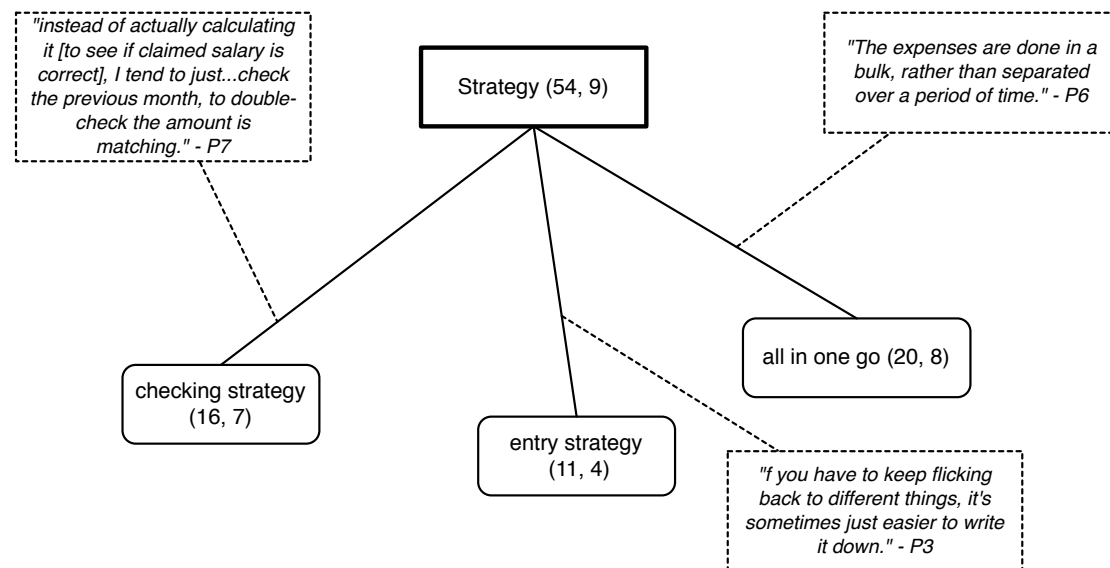 "instead of actually calculating
it [to see if claimed salary is
correct], I tend to just...check
the previous month, to double-
check the amount is
matching." - P7
Strategy (54, 9)
"The expenses are done in a
bulk, rather than separated
over a period of time." - P6
checking strategy
(16, 7)
entry strategy
(11, 4)
all in one go (20, 8)
"f you have to keep flicking
back to different things, it's
sometimes just easier to write
it down." - P3